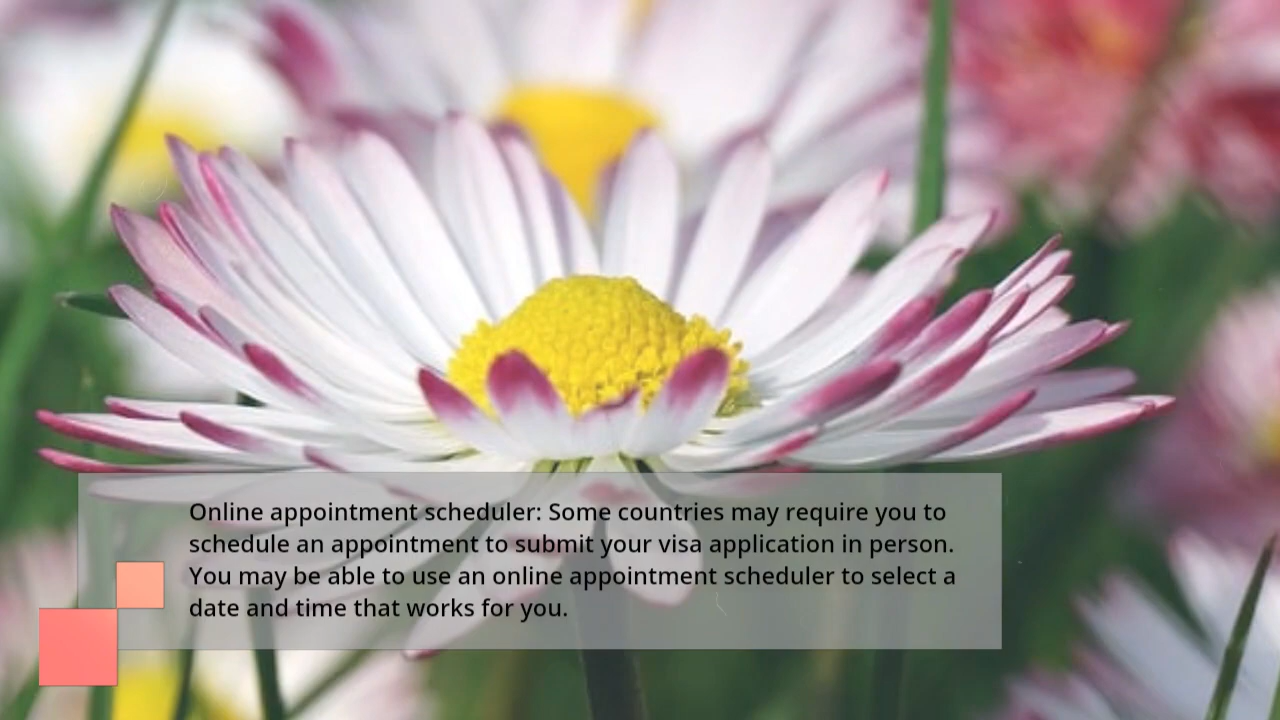 Online appointment scheduler: Some countries may require you to
schedule an appointment to submit your visa application in person.
You may be able to use an online appointment scheduler to select a
date and time that works for you.